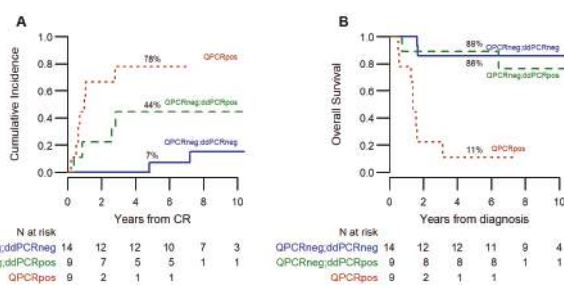 A
Cumulative Incidence
1.0
0.8
0.6
0.4
0.2
0.0
78%
QPCRpos
44%
QPCRneg;ddPCRpos
7%
QPCRneg;ddPCRneg
0 2 4 6 8 10
Years from CR
N at risk
;ddPCRneg 14 12 12 10 7 3
;ddPCRpos 9 7 5 5 1 1
QPCRpos 9 2 1 1
B
Overall Survival
1.0
0.8
0.6
0.4
0.2
0.0
89%
QPCRneg;ddPCRneg
86%
QPCRneg;ddPCRpos
11%
QPCRpos
0 2 4 6 8 10
Years from diagnosis
N at risk
QPCRneg;ddPCRneg 14 12 12 11 9 4
QPCRneg;ddPCRpos 9 8 8 8 1 1
QPCRpos 9 2 1 1